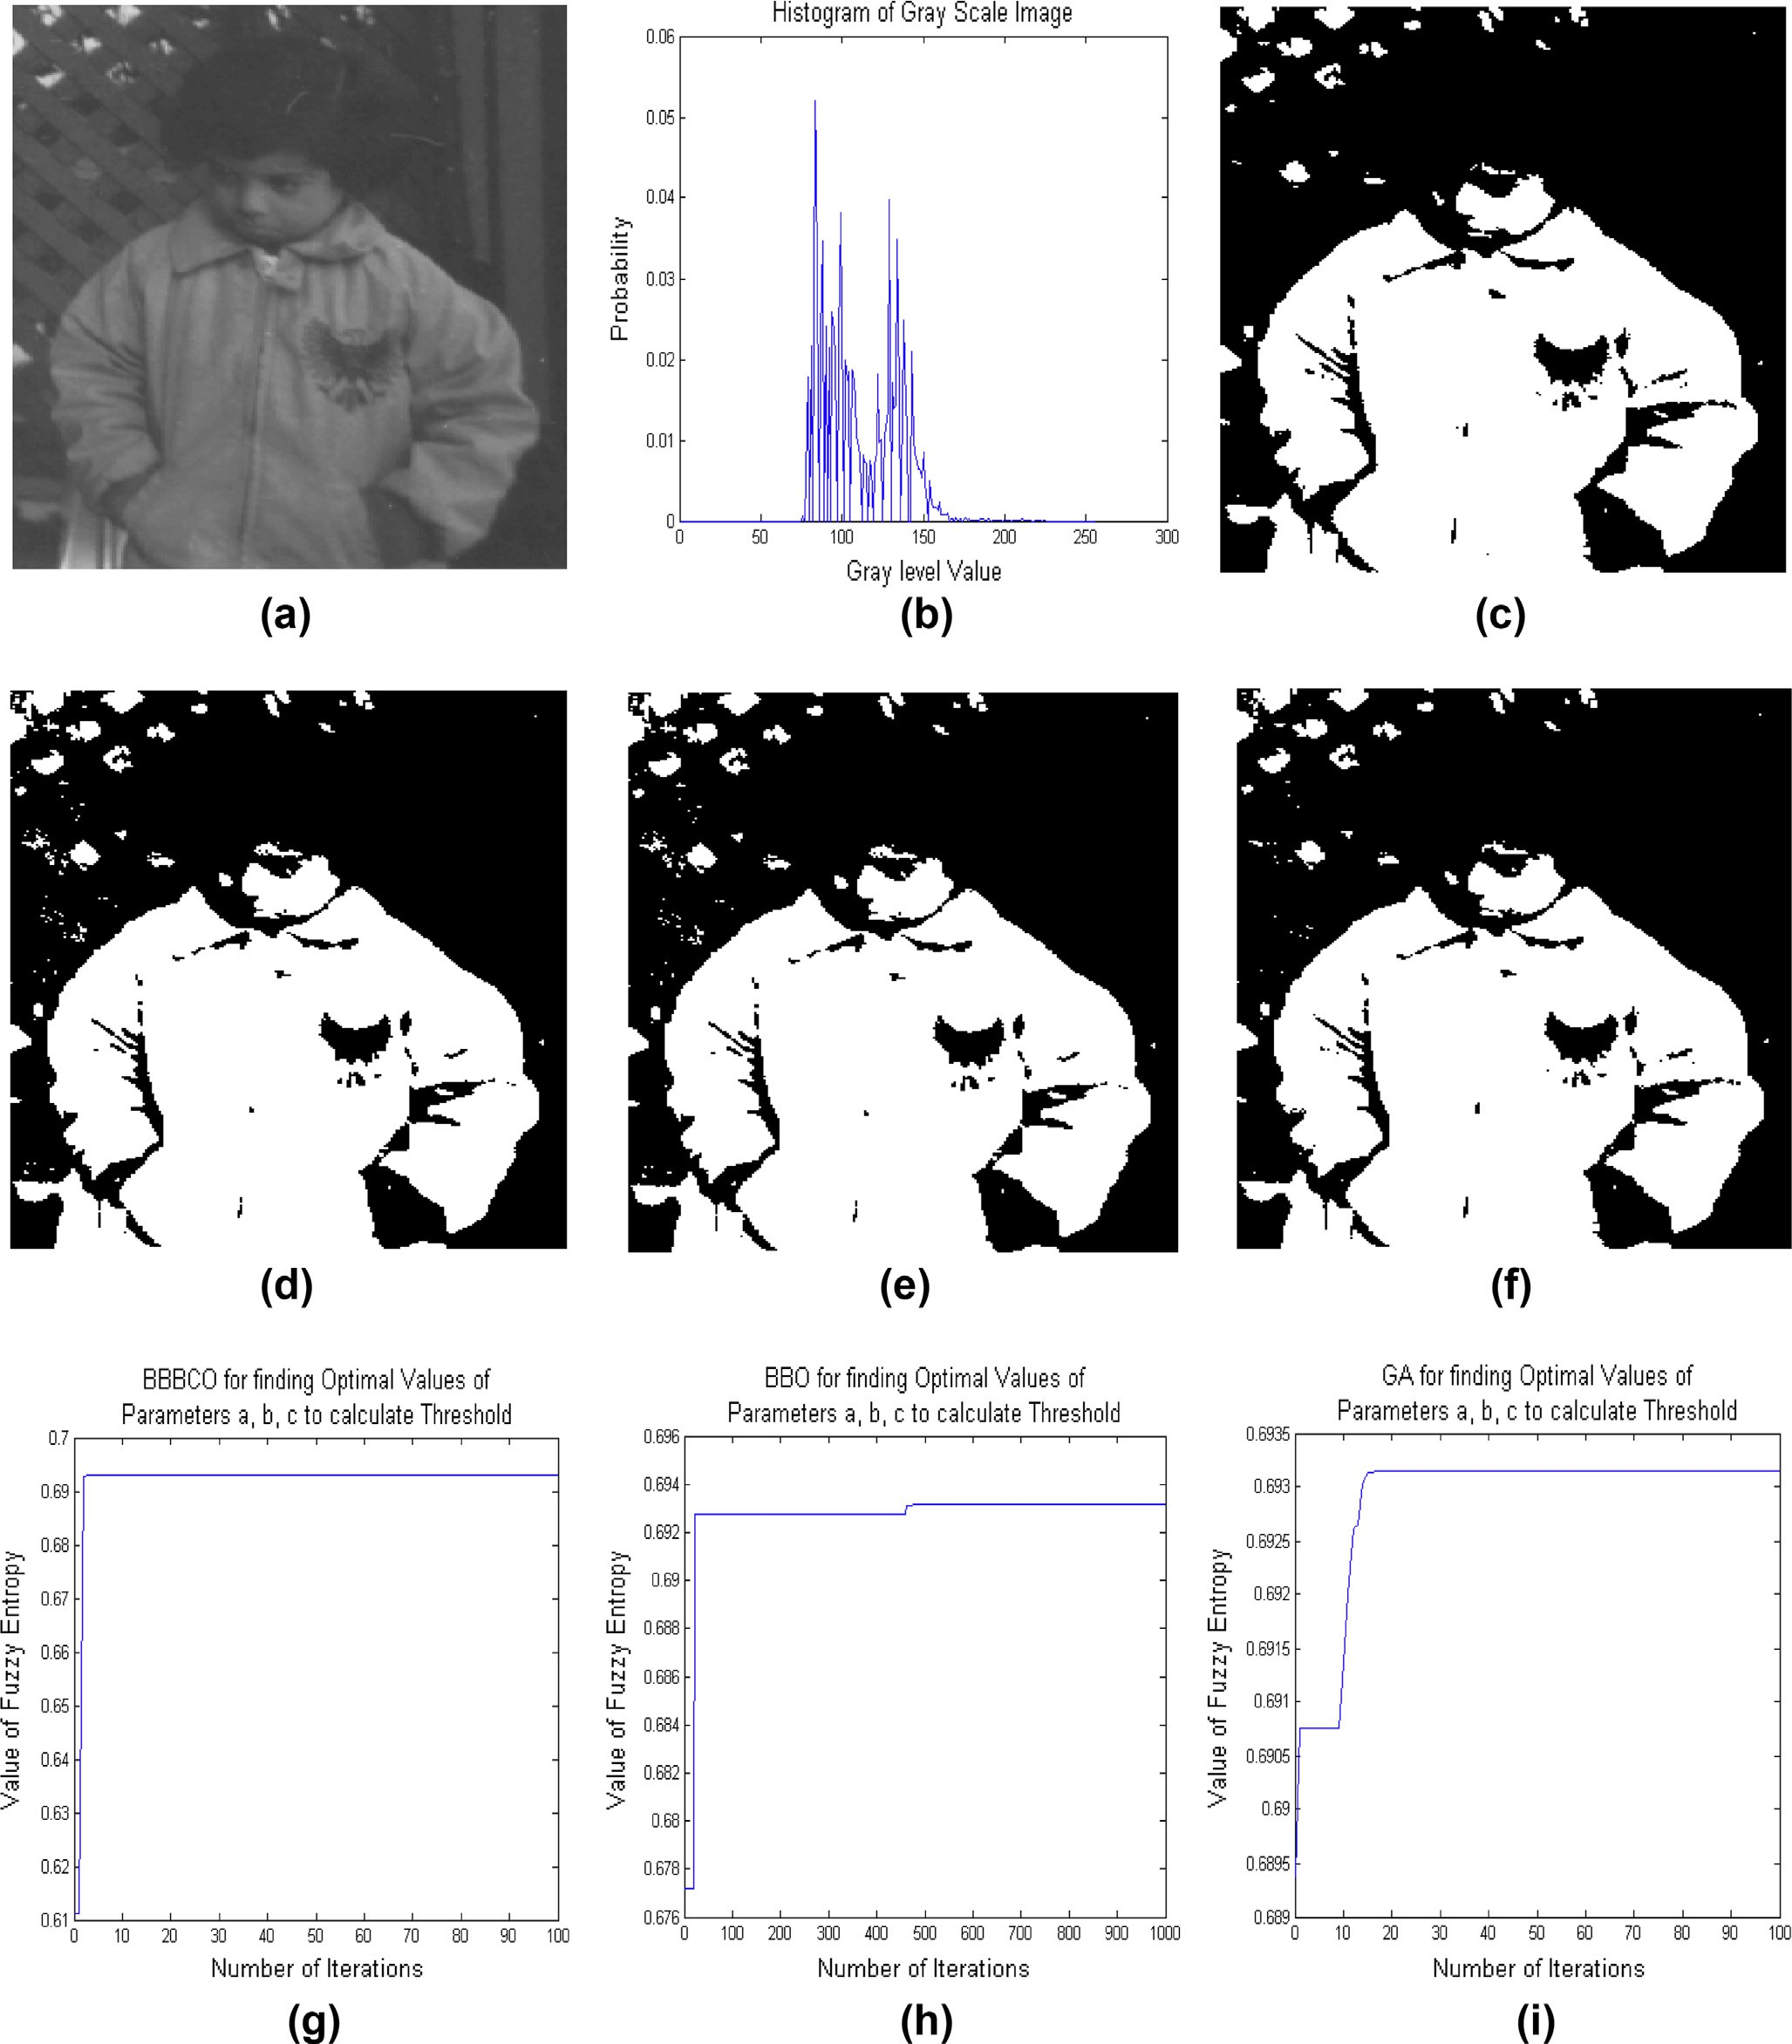 Histogram of Gray Scale Image
0.06
0.05
0.04
0.03
0.02
0.01
0
Probability
0 50 100 150 200 250 300
Gray level Value
(a) (b) (c)
(d) (e) (f)
BBBCO for finding Optimal Values of
Parameters a, b, c to calculate Threshold
0.7
0.69
0.68
0.67
0.66
0.65
0.64
0.63
0.62
0.61
Value of Fuzzy Entropy
0 10 20 30 40 50 60 70 80 90 100
Number of Iterations
(g)
BBO for finding Optimal Values of
Parameters a, b, c to calculate Threshold
0.696
0.694
0.692
0.69
0.688
0.686
0.684
0.682
0.68
0.678
0.676
Value of Fuzzy Entropy
0 100 200 300 400 500 600 700 800 900 1000
Number of Iterations
(h)
GA for finding Optimal Values of
Parameters a, b, c to calculate Threshold
0.6935
0.693
0.6925
0.692
0.6915
0.691
0.6905
0.69
0.6895
0.689
Value of Fuzzy Entropy
0 10 20 30 40 50 60 70 80 90 100
Number of Iterations
(i)